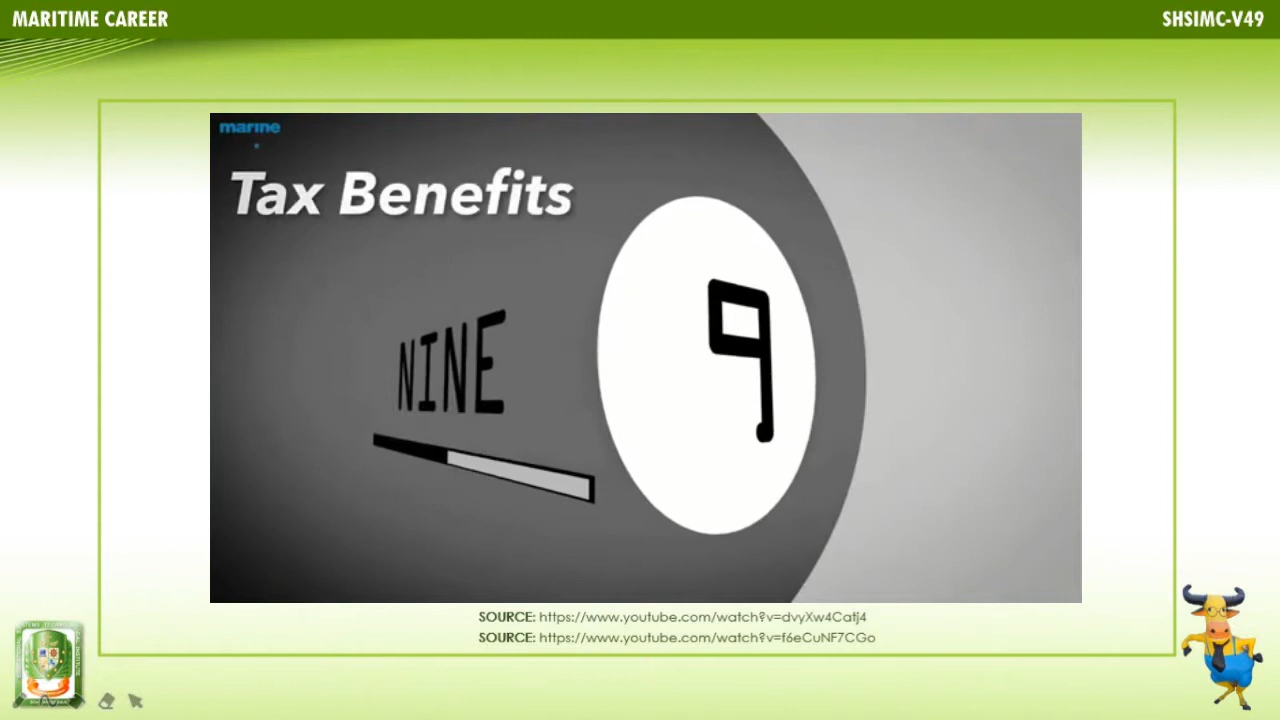 MARITIME CAREER
SHSIMC-V49
marine
Tax Benefits
9
NINE
SOURCE: https://www.youtube.com/watch?v=dvyXw4Catj4
SOURCE: https://www.youtube.com/watch?v=f6eCuNF7CGo